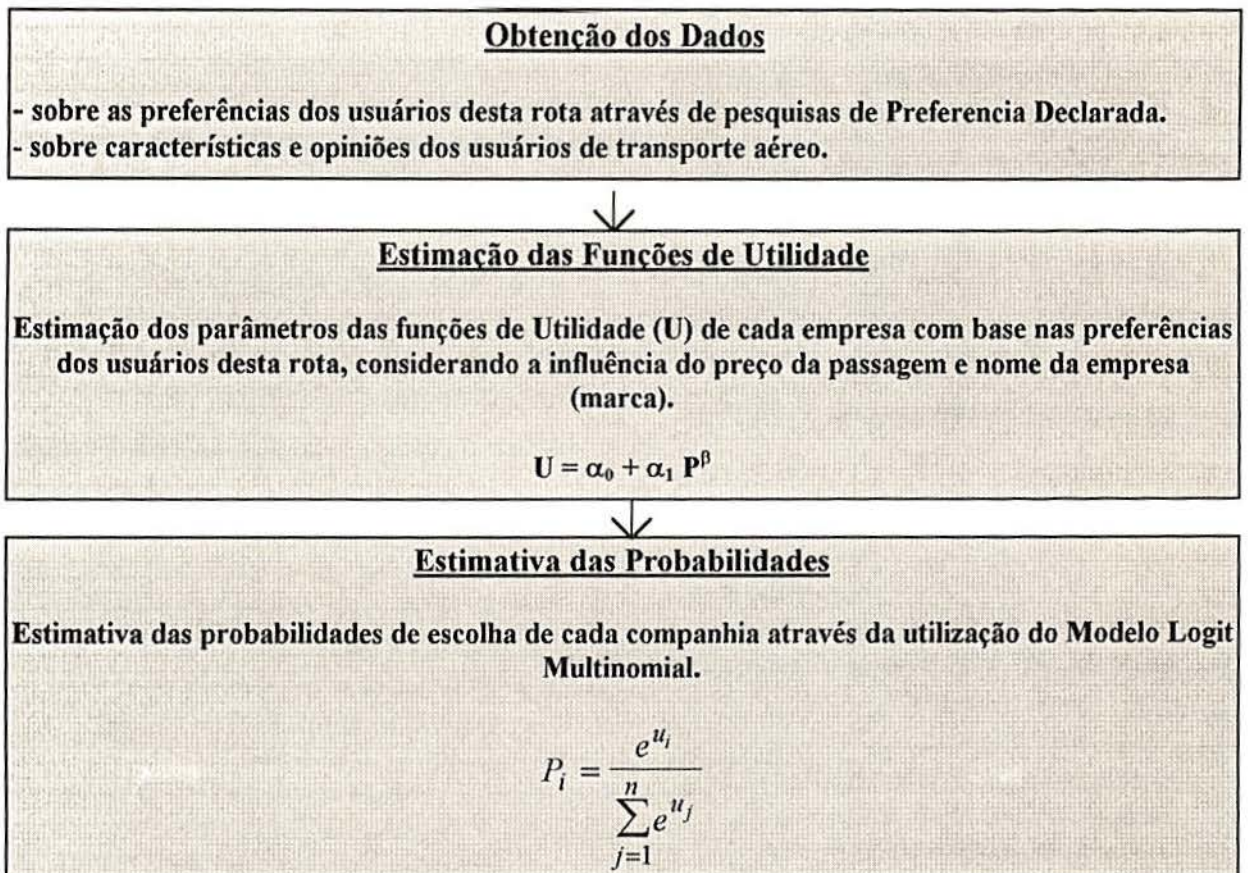 Obtenção dos Dados
- sobre as preferências dos usuários desta rota através de pesquisas de Preferencia Declarada.
- sobre características e opiniões dos usuários de transporte aéreo.
Estimação das Funções de Utilidade
Estimação dos parâmetros das funções de Utilidade (U) de cada empresa com base nas preferências
dos usuários desta rota, considerando a influência do preço da passagem e nome da empresa
(marca).
U = α₀ + α₁ P^β
Estimativa das Probabilidades
Estimativa das probabilidades de escolha de cada companhia através da utilização do Modelo Logit
Multinomial.
P_i = e^{u_i} / \sum_{j=1}^{n} e^{u_j}